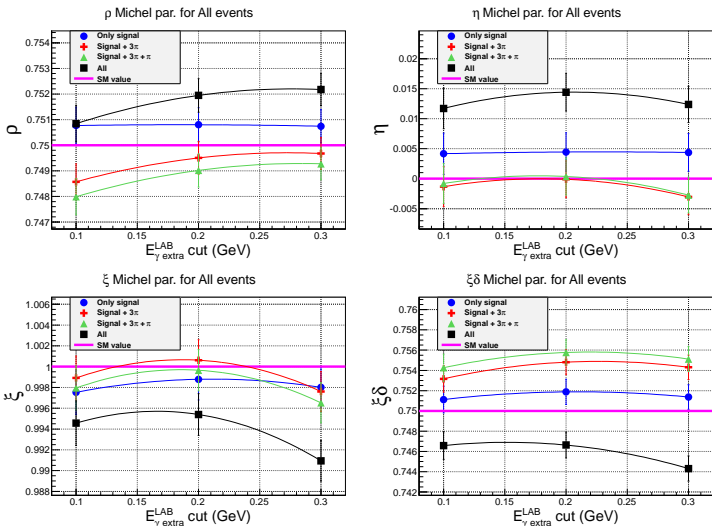 ρ Michel par. for All events
Only signal
Signal + 3π
Signal + 3π + π
All
SM value
ρ
0.754
0.753
0.752
0.751
0.75
0.749
0.748
0.747
0.1 0.15 0.2 0.25 0.3
E^LAB_γ extra cut (GeV)
η Michel par. for All events
Only signal
Signal + 3π
Signal + 3π + π
All
SM value
η
0.02
0.015
0.01
0.005
0
-0.005
0.1 0.15 0.2 0.25 0.3
E^LAB_γ extra cut (GeV)
ξ Michel par. for All events
Only signal
Signal + 3π
Signal + 3π + π
All
SM value
ξ
1.006
1.004
1.002
1
0.998
0.996
0.994
0.992
0.99
0.988
0.1 0.15 0.2 0.25 0.3
E^LAB_γ extra cut (GeV)
ξδ Michel par. for All events
Only signal
Signal + 3π
Signal + 3π + π
All
SM value
ξδ
0.76
0.758
0.756
0.754
0.752
0.75
0.748
0.746
0.744
0.742
0.1 0.15 0.2 0.25 0.3
E^LAB_γ extra cut (GeV)